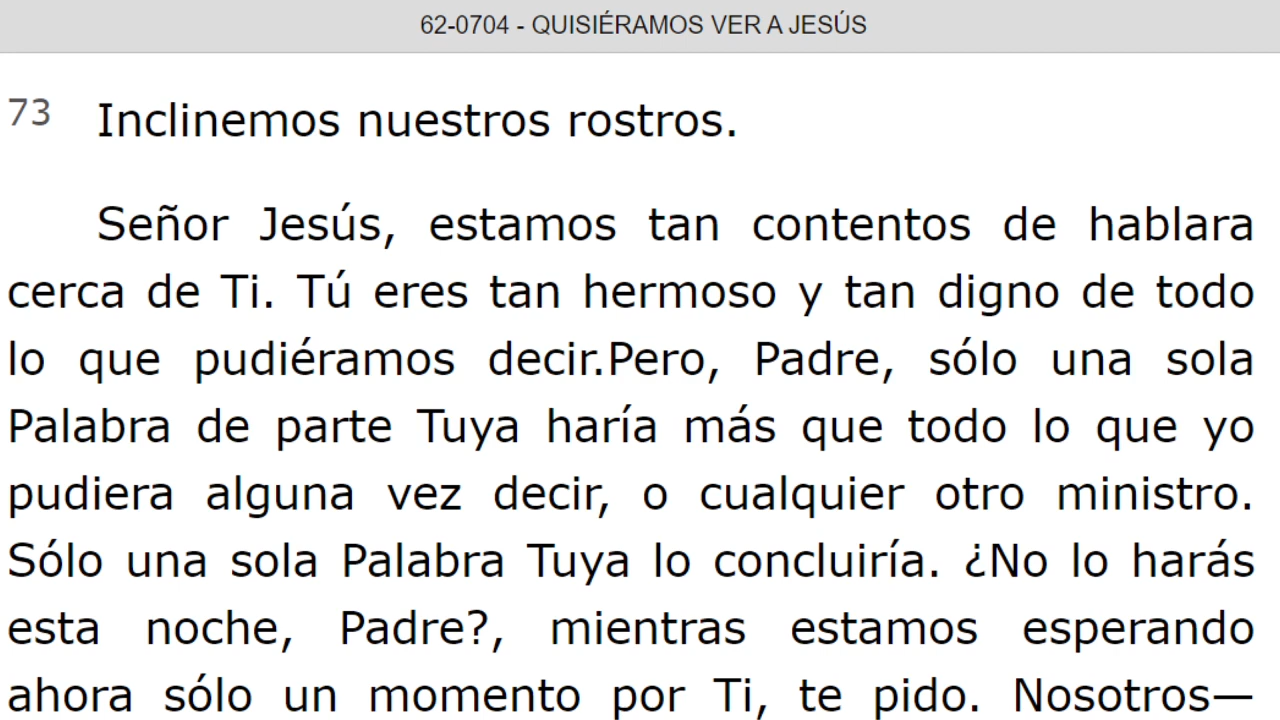 62-0704 - QUISIÉRAMOS VER A JESÚS
73 Inclinemos nuestros rostros.
Señor Jesús, estamos tan contentos de hablara
cerca de Ti. Tú eres tan hermoso y tan digno de todo
lo que pudiéramos decir.Pero, Padre, sólo una sola
Palabra de parte Tuya haría más que todo lo que yo
pudiera alguna vez decir, o cualquier otro ministro.
Sólo una sola Palabra Tuya lo concluiría. ¿No lo harás
esta noche, Padre?, mientras estamos esperando
ahora sólo un momento por Ti, te pido. Nosotros—